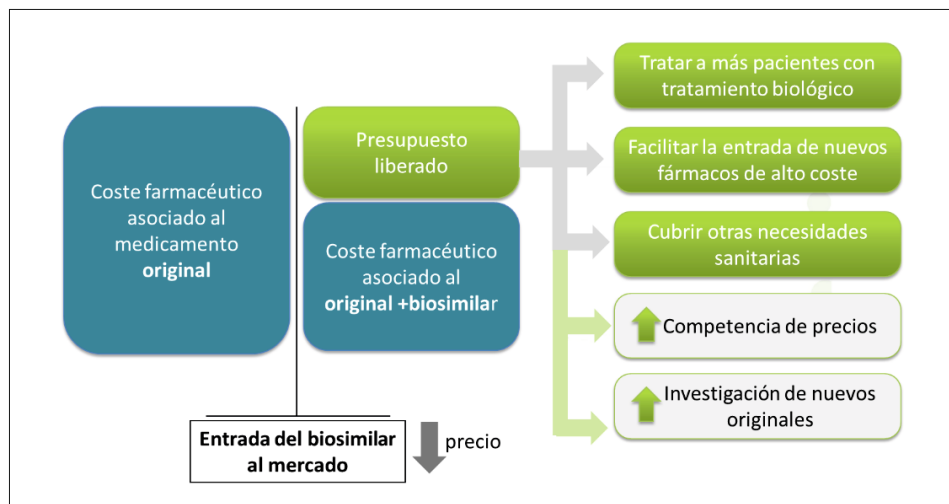 Coste farmacéutico
asociado al
medicamento
original
Presupuesto
liberado
Coste farmacéutico
asociado al
original +biosimilar
Entrada del biosimilar
al mercado
precio
Tratar a más pacientes con
tratamiento biológico
Facilitar la entrada de nuevos
fármacos de alto coste
Cubrir otras necesidades
sanitarias
Competencia de precios
Investigación de nuevos
originales